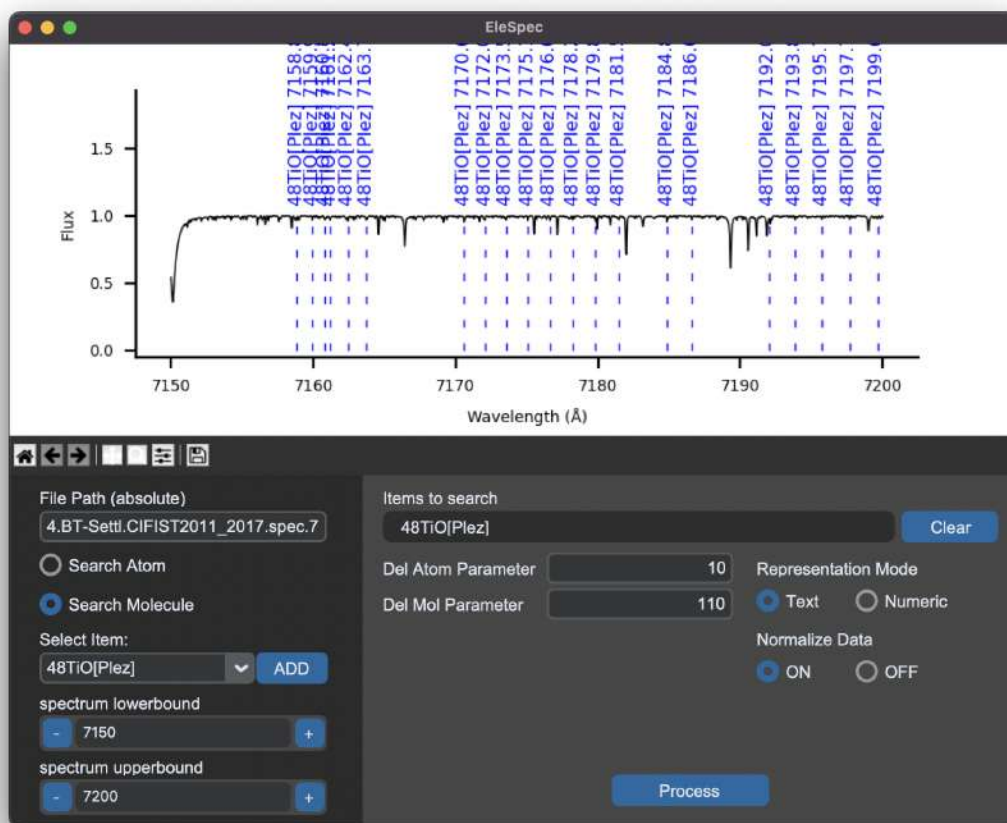 EleSpec
48TiO[Plez] 7158.
48TiO[Plez] 7159.
48TiO[Plez] 7162.
48TiO[Plez] 7163.
48TiO[Plez] 7170.
48TiO[Plez] 7172.
48TiO[Plez] 7173.
48TiO[Plez] 7175.
48TiO[Plez] 7176.
48TiO[Plez] 7178.
48TiO[Plez] 7179.
48TiO[Plez] 7181.
48TiO[Plez] 7184.
48TiO[Plez] 7186.
48TiO[Plez] 7192.
48TiO[Plez] 7193.
48TiO[Plez] 7195.
48TiO[Plez] 7197.
48TiO[Plez] 7199.
Flux
1.5
1.0
0.5
0.0
7150 7160 7170 7180 7190 7200
Wavelength (Å)
File Path (absolute)
4.BT-Settl.CIFIST2011_2017.spec.7
Search Atom
Search Molecule
Select Item:
48TiO[Plez] ADD
spectrum lowerbound
- 7150 +
spectrum upperbound
- 7200 +
Items to search
48TiO[Plez] Clear
Del Atom Parameter 10
Del Mol Parameter 110
Representation Mode
Text Numeric
Normalize Data
ON OFF
Process